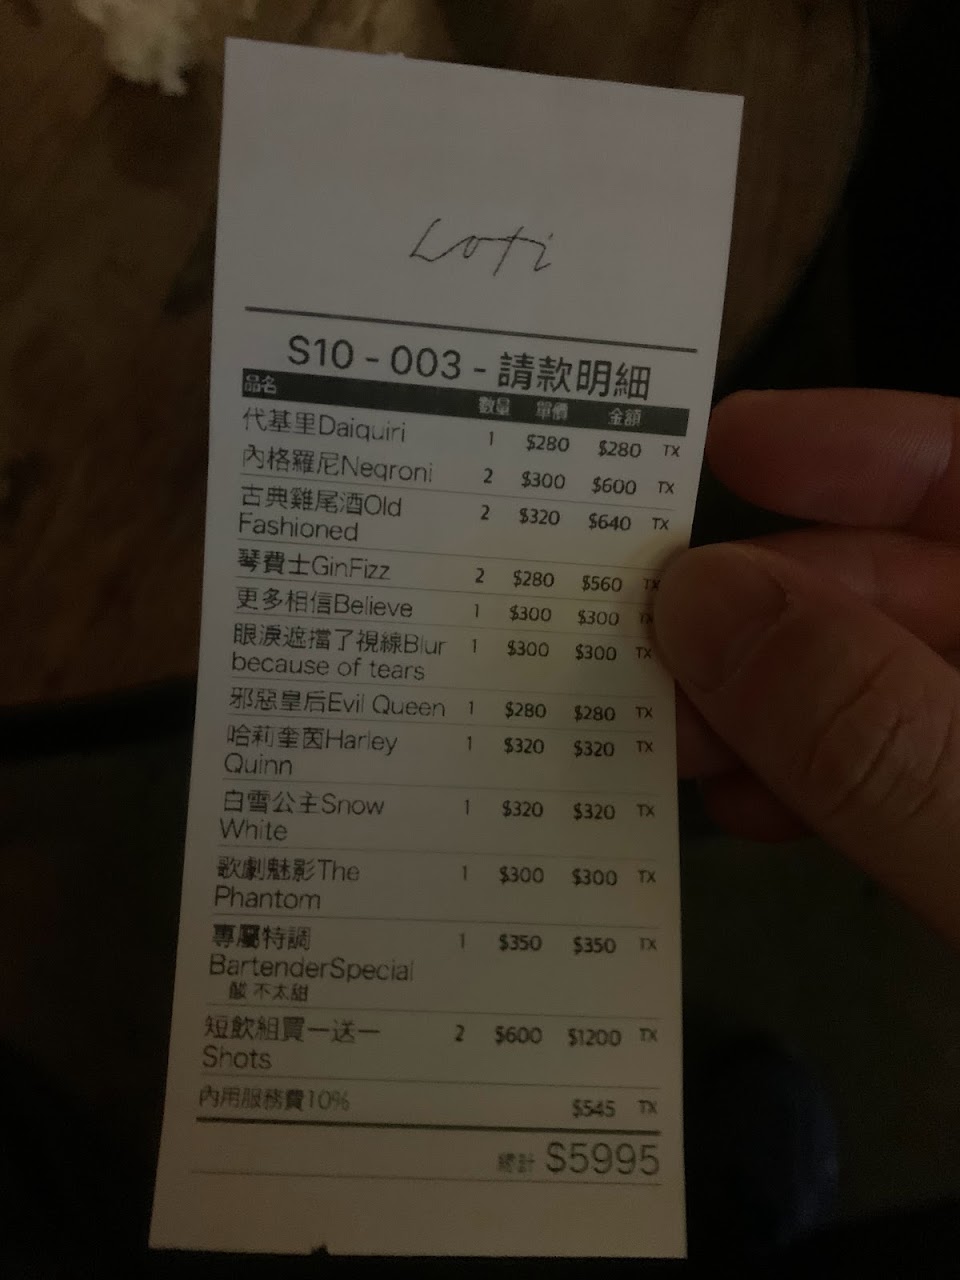 Loti
S10 - 003 - 請款明細
品名 數量 單價 金額
代基里Daiquiri 1 $280 $280 TX
內格羅尼Negroni 2 $300 $600 TX
古典雞尾酒Old 2 $320 $640 TX
Fashioned
琴費士GinFizz 2 $280 $560 TX
更多相信Believe 1 $300 $300 TX
眼淚遮擋了視線Blur 1 $300 $300 TX
because of tears
邪惡皇后Evil Queen 1 $280 $280 TX
哈莉奎茵Harley 1 $320 $320 TX
Quinn
白雪公主Snow 1 $320 $320 TX
White
歌劇魅影The 1 $300 $300 TX
Phantom
專屬特調 1 $350 $350 TX
BartenderSpecial
酸 不太甜
短飲組買一送一 2 $600 $1200 TX
Shots
內用服務費10% $545 TX
總計 $5995